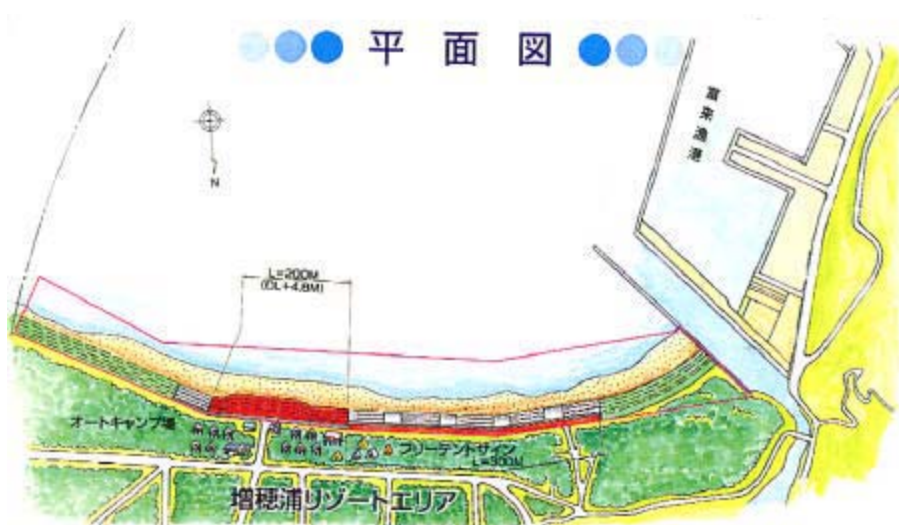 平面図
富来漁港
N
L=200M
(DL+4.8M)
オートキャンプ場
フリーテントサイン
L=300M
増穂浦リゾートエリア